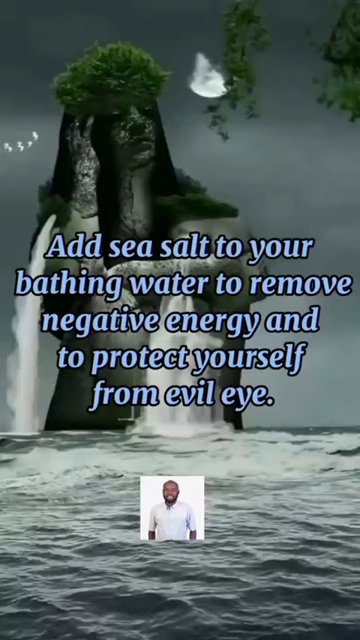 Add sea salt to your
bathing water to remove
negative energy and
to protect yourself
from evil eye.